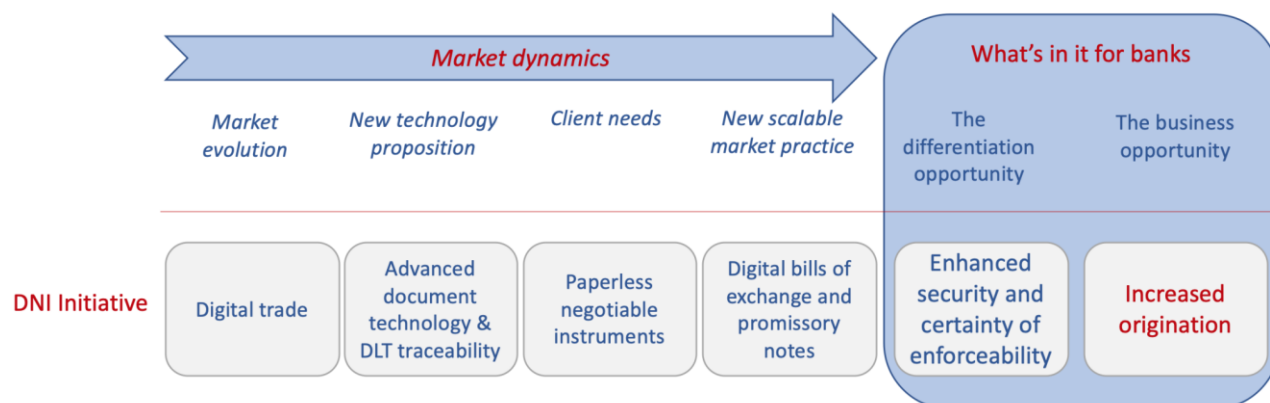 Market dynamics
What's in it for banks
Market
evolution
New technology
proposition
Client needs
New scalable
market practice
The
differentiation
opportunity
The business
opportunity
DNI Initiative
Digital trade
Advanced
document
technology &
DLT traceability
Paperless
negotiable
instruments
Digital bills of
exchange and
promissory
notes
Enhanced
security and
certainty of
enforceability
Increased
origination